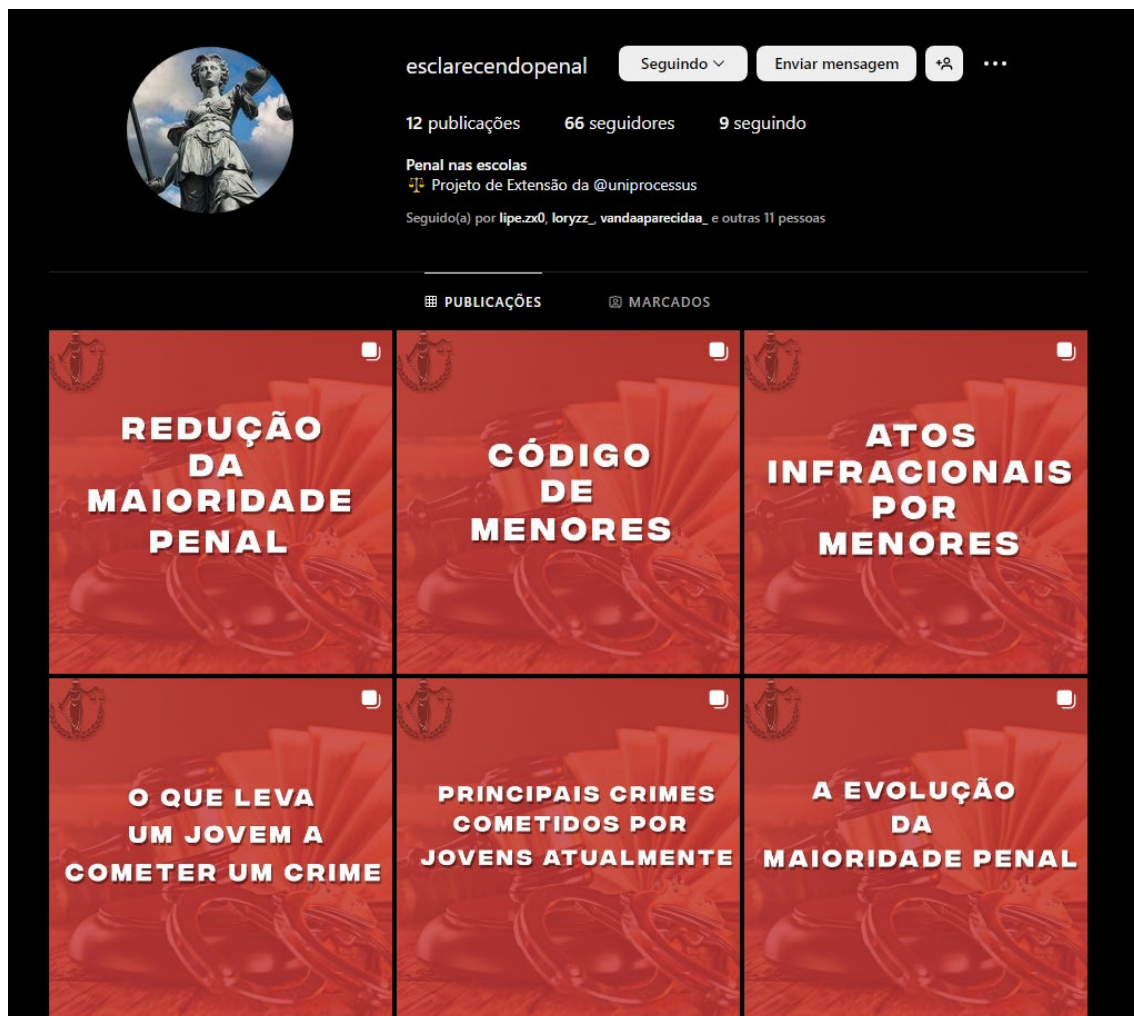 esclarecendopenal
Seguindo
Enviar mensagem
12 publicações
66 seguidores
9 seguindo
Penal nas escolas
Projeto de Extensão da @uniprocessus
Seguido(a) por lipe.zx0, loryzz_, vandaaparecidaa_ e outras 11 pessoas
PUBLICAÇÕES
MARCADOS
REDUÇÃO
DA
MAIORIDADE
PENAL
CÓDIGO
DE
MENORES
ATOS
INFRACIONAIS
POR
MENORES
O QUE LEVA
UM JOVEM A
COMETER UM CRIME
PRINCIPAIS CRIMES
COMETIDOS POR
JOVENS ATUALMENTE
A EVOLUÇÃO
DA
MAIORIDADE PENAL